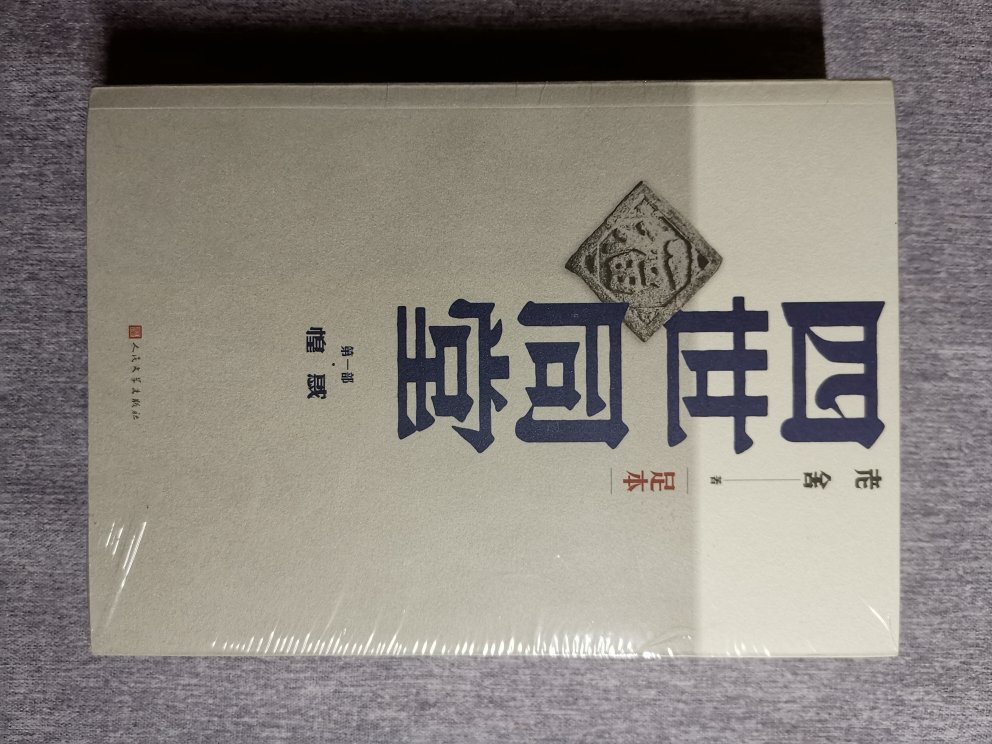 四世同堂
老舍
著
足本
第一部
惶·惑
人民文学出版社